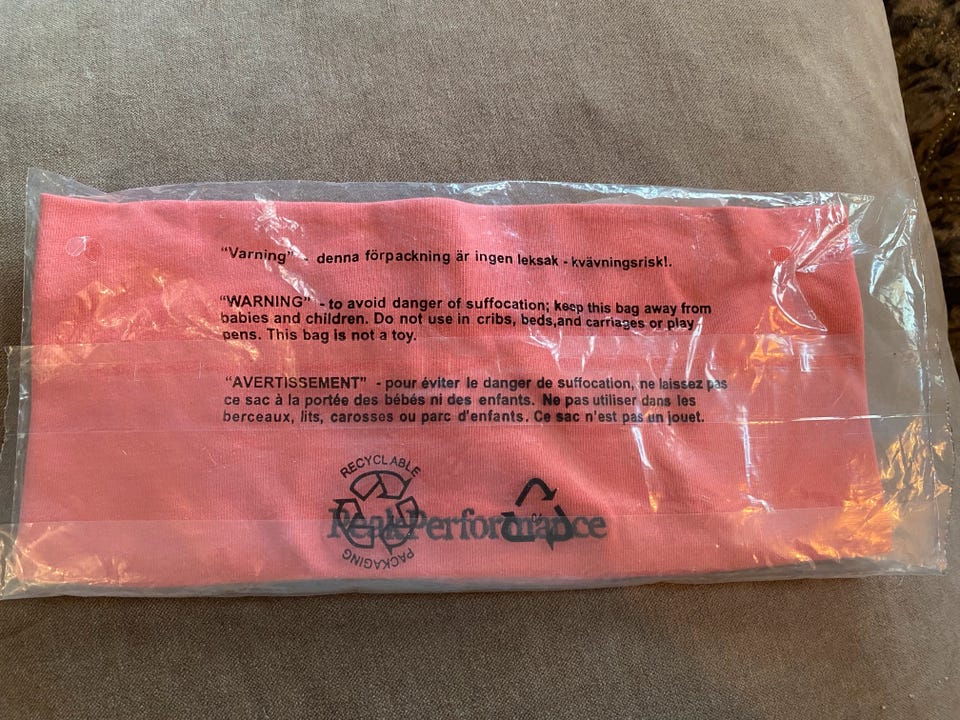 "Varning" - denna förpackning är ingen leksak - kvävningsrisk!.
"WARNING" - to avoid danger of suffocation; keep this bag away from
babies and children. Do not use in cribs, beds,and carriages or play
pens. This bag is not a toy.
"AVERTISSEMENT" - pour éviter le danger de suffocation, ne laissez pas
ce sac à la portée des bébés ni des enfants. Ne pas utiliser dans les
berceaux, lits, carosses ou parc d'enfants. Ce sac n'est pas un jouet.
RECYCLABLE
PeakPerformance
PACKAGING